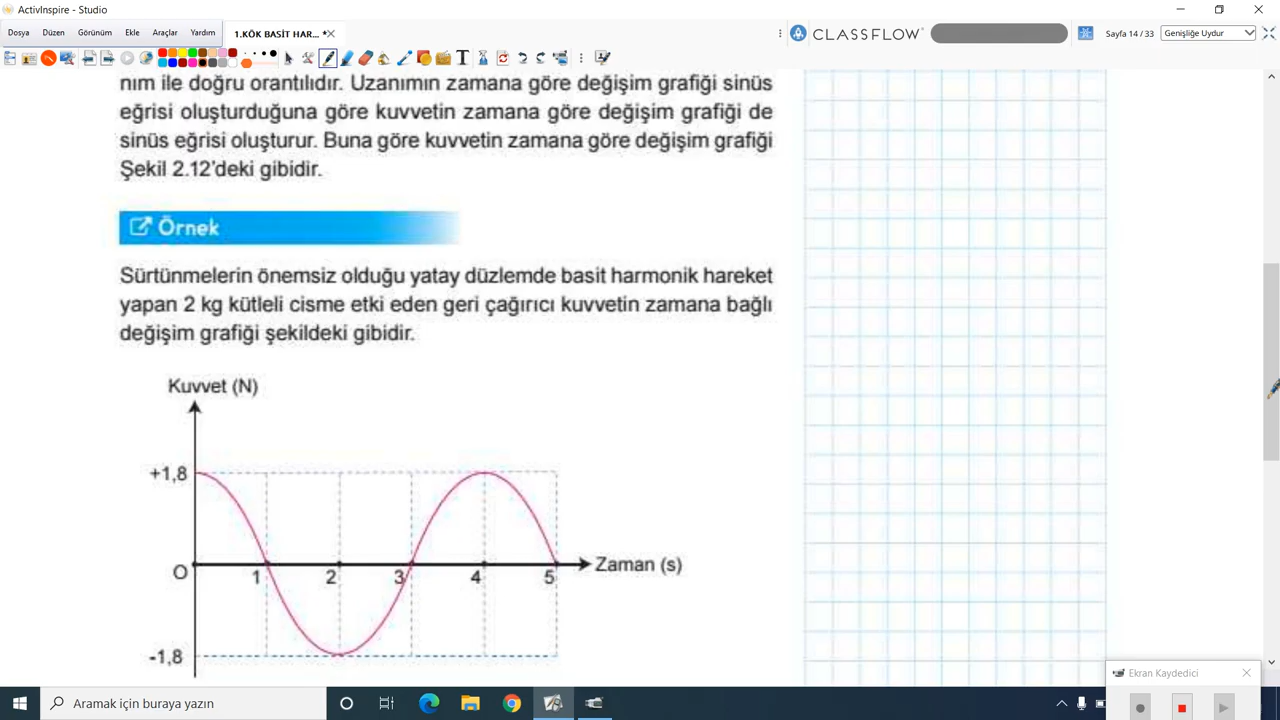 ActivInspire - Studio
Dosya Düzen Görünüm Ekle Araçlar Yardım
1.KÖK BASİT HAR... *
CLASSFLOW
Sayfa 14 / 33
Genişliğe Uydur
nım ile doğru orantılıdır. Uzanımın zamana göre değişim grafiği sinüs
eğrisi oluşturduğuna göre kuvvetin zamana göre değişim grafiği de
sinüs eğrisi oluşturur. Buna göre kuvvetin zamana göre değişim grafiği
Şekil 2.12'deki gibidir.
Örnek
Sürtünmelerin önemsiz olduğu yatay düzlemde basit harmonik hareket
yapan 2 kg kütleli cisme etki eden geri çağırıcı kuvvetin zamana bağlı
değişim grafiği şekildeki gibidir.
Kuvvet (N)
+1,8
O 1 2 3 4 5 Zaman (s)
-1,8
Ekran Kaydedici
Aramak için buraya yazın